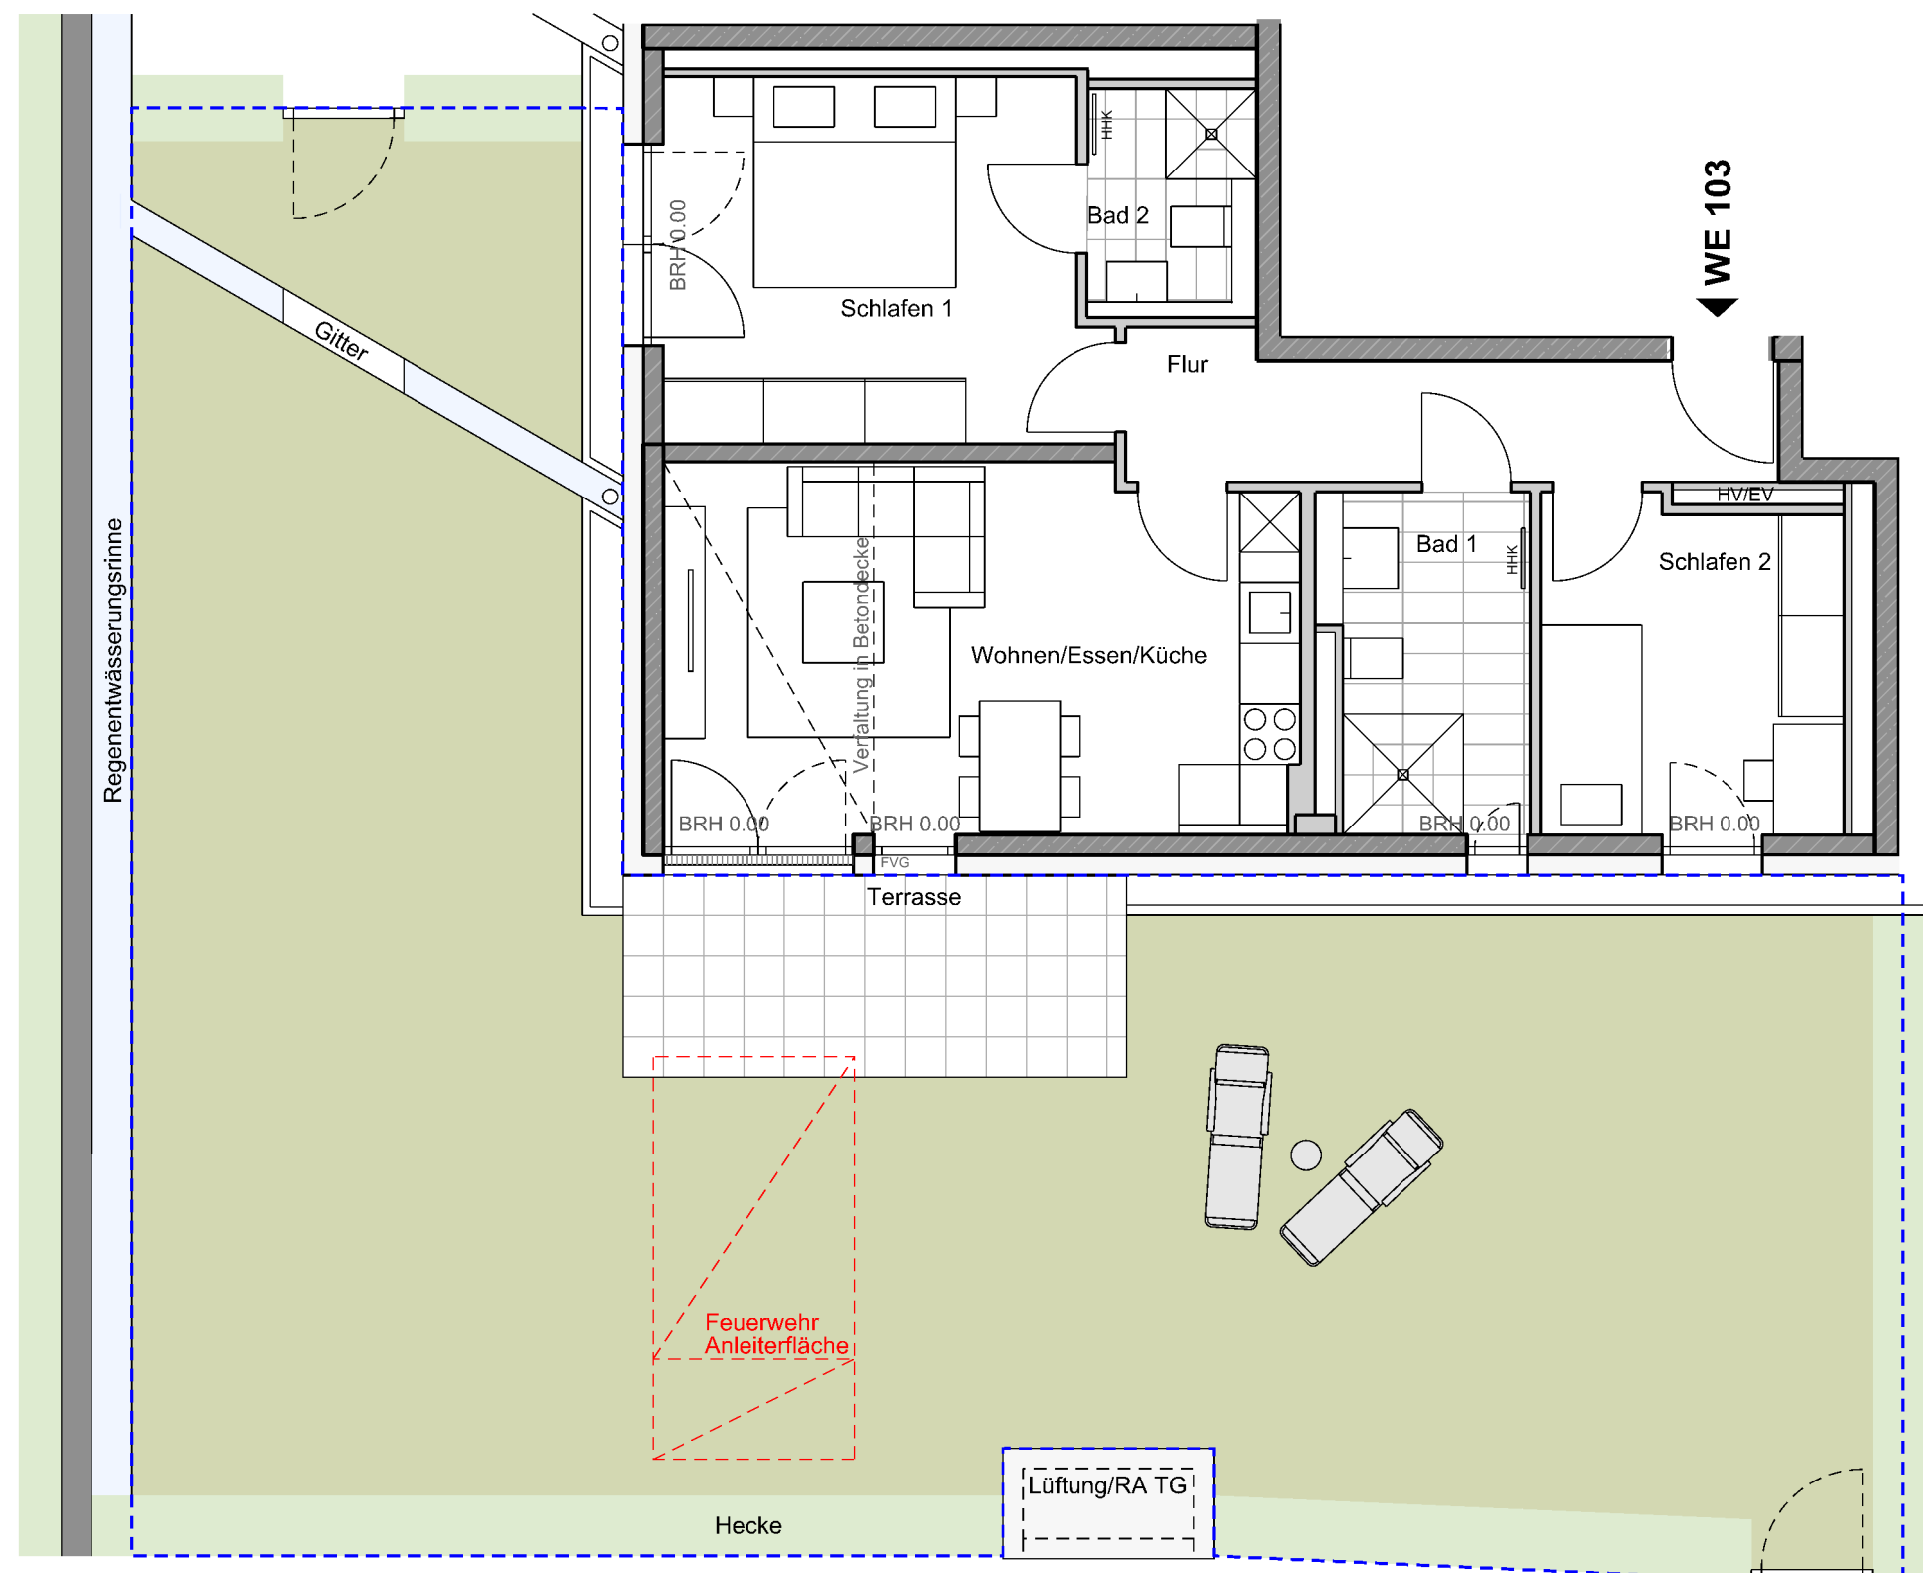 HHK
WE 103
Bad 2
BRH 0.00
Schlafen 1
Gitter
Flur
HV/EV
Bad 1
HHK
Schlafen 2
Regenentwässerungsrinne
Verfaltung in Betondecke
Wohnen/Essen/Küche
BRH 0.00
BRH 0.00
BRH 0.00
BRH 0.00
FVG
Terrasse
Feuerwehr
Anleiterfläche
Lüftung/RA TG
Hecke